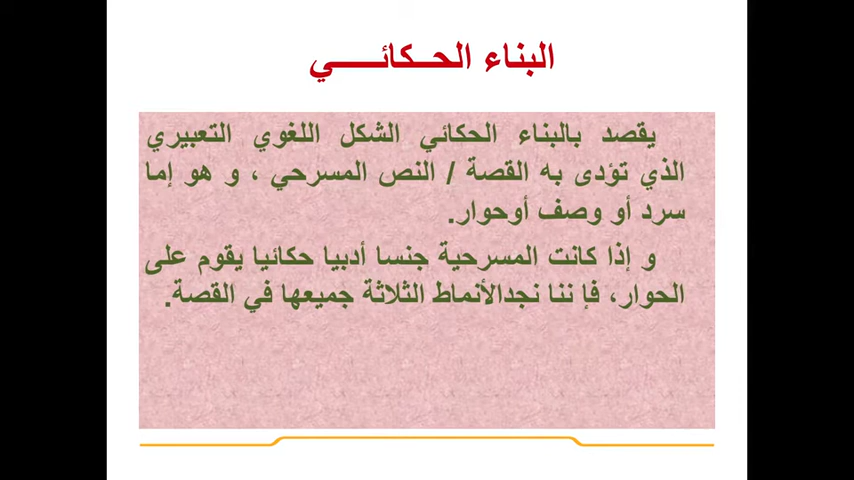 البناء الحـــكائـــــــي
يقصد بالبناء الحكائي الشكل اللغوي التعبيري
الذي تؤدى به القصة / النص المسرحي ، و هو إما
سرد أو وصف أوحوار.
و إذا كانت المسرحية جنسا أدبيا حكائيا يقوم على
الحوار، فإ ننا نجدالأنماط الثلاثة جميعها في القصة.